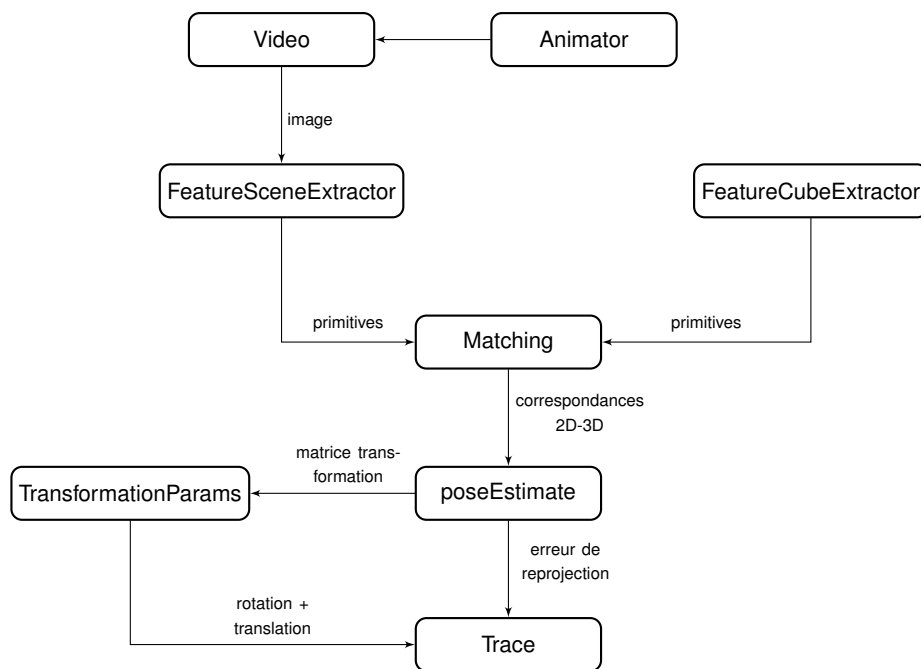 Video
Animator
image
FeatureSceneExtractor
FeatureCubeExtractor
primitives
Matching
primitives
correspondances
2D-3D
matrice trans-
formation
TransformationParams
poseEstimate
erreur de
reprojection
rotation +
translation
Trace